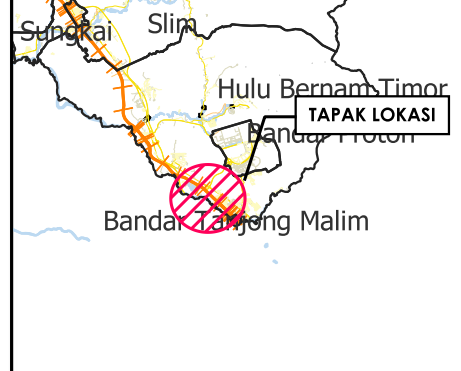 Slim
Sungkai
Hulu Bernam Timor
TAPAK LOKASI
Bandar Proton
Bandar Tanjong Malim